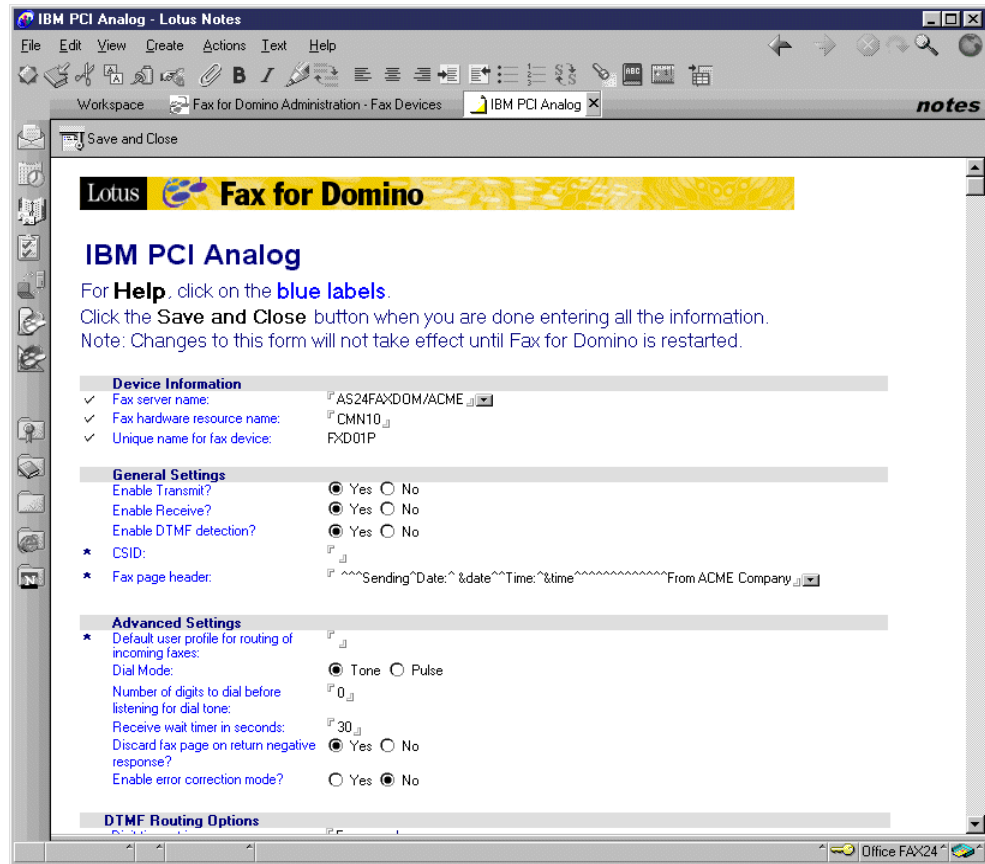 IBM PCI Analog - Lotus Notes
File Edit View Create Actions Text Help
Workspace Fax for Domino Administration - Fax Devices IBM PCI Analog notes
Save and Close
Lotus Fax for Domino
IBM PCI Analog
For Help, click on the blue labels.
Click the Save and Close button when you are done entering all the information.
Note: Changes to this form will not take effect until Fax for Domino is restarted.
Device Information
Fax server name: AS24FAXDOM/ACME
Fax hardware resource name: CMN10
Unique name for fax device: FXD01P
General Settings
Enable Transmit? Yes No
Enable Receive? Yes No
Enable DTMF detection? Yes No
* CSID:
* Fax page header: ^^^Sending^Date:^ &date^^Time:^&time^^^^^^^^^^^^^^From ACME Company
Advanced Settings
* Default user profile for routing of
incoming faxes:
Dial Mode: Tone Pulse
Number of digits to dial before 0
listening for dial tone:
Receive wait timer in seconds: 30
Discard fax page on return negative Yes No
response?
Enable error correction mode? Yes No
DTMF Routing Options
Office FAX24